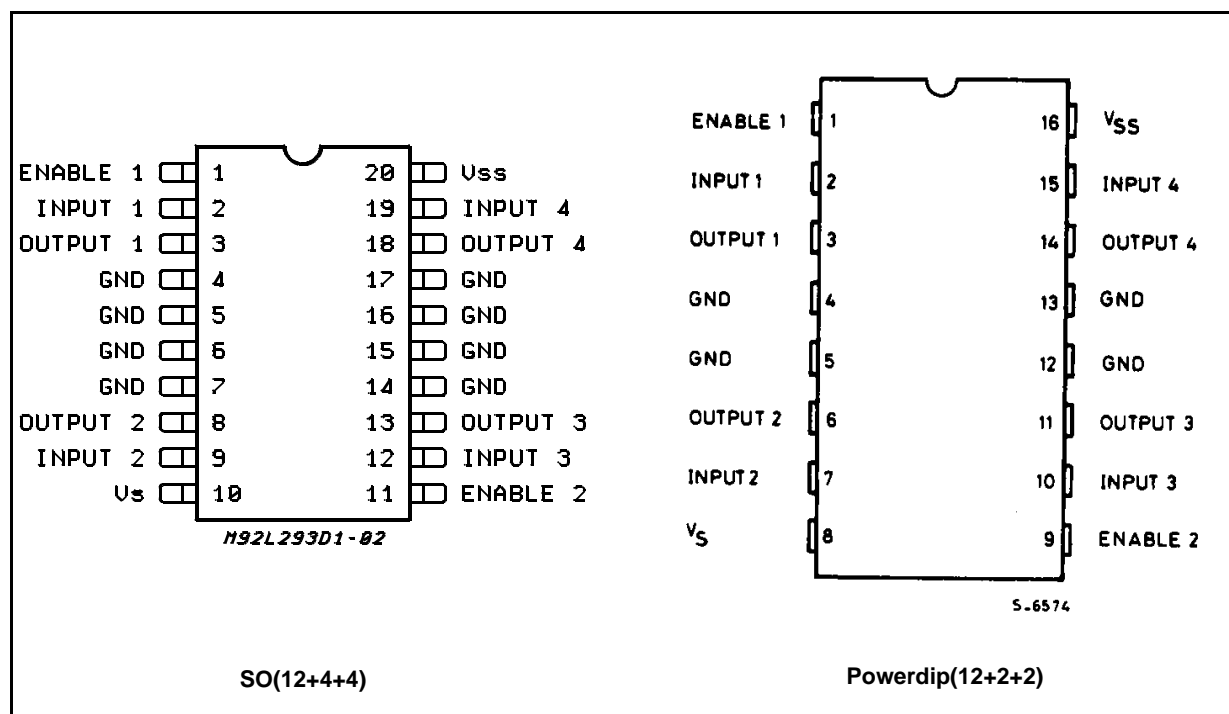 ENABLE 1 1 20 Vss
INPUT 1 2 19 INPUT 4
OUTPUT 1 3 18 OUTPUT 4
GND 4 17 GND
GND 5 16 GND
GND 6 15 GND
GND 7 14 GND
OUTPUT 2 8 13 OUTPUT 3
INPUT 2 9 12 INPUT 3
Vs 10 11 ENABLE 2
M92L293D1-02
SO(12+4+4)
ENABLE 1 1 16 VSS
INPUT 1 2 15 INPUT 4
OUTPUT 1 3 14 OUTPUT 4
GND 4 13 GND
GND 5 12 GND
OUTPUT 2 6 11 OUTPUT 3
INPUT 2 7 10 INPUT 3
VS 8 9 ENABLE 2
S-6574
Powerdip(12+2+2)